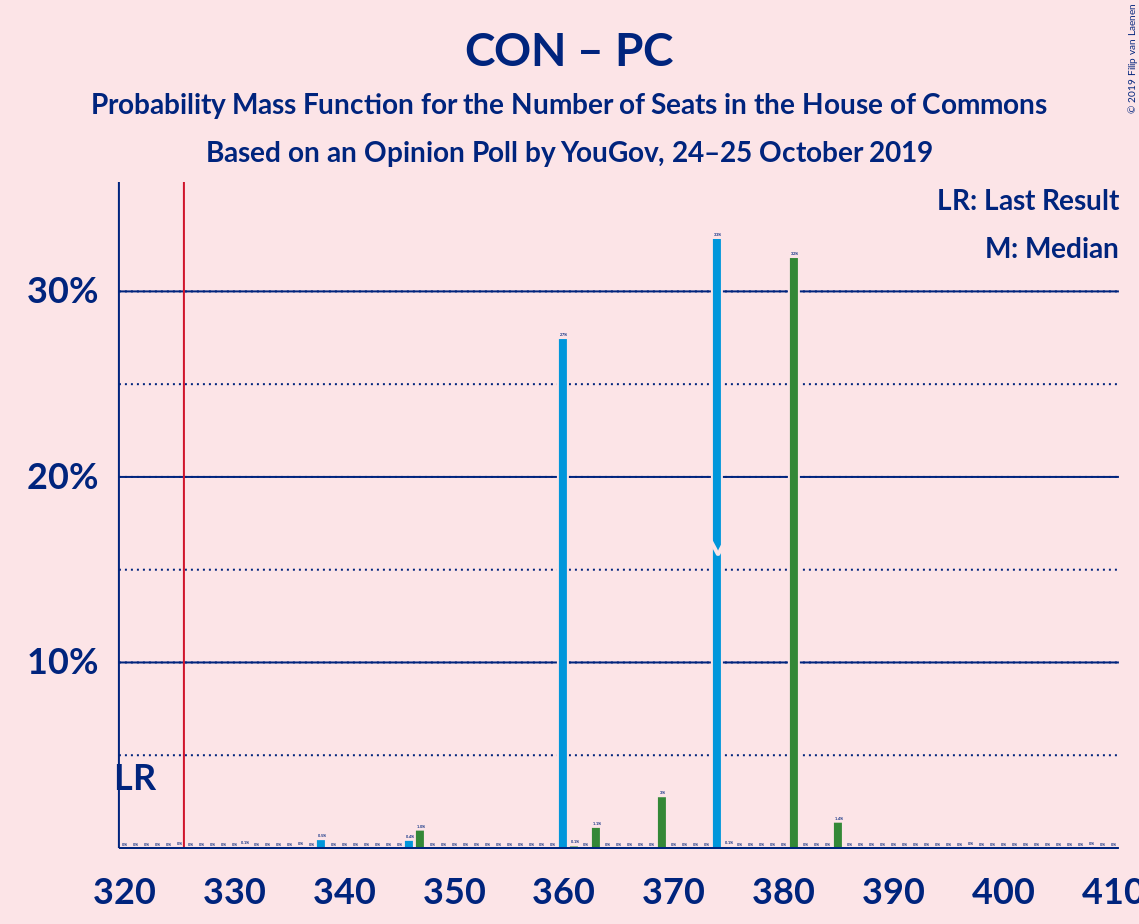 CON – PC
Probability Mass Function for the Number of Seats in the House of Commons
Based on an Opinion Poll by YouGov, 24–25 October 2019
© 2019 Filip van Laenen
LR: Last Result
M: Median
30%
20%
10%
LR
M
320 330 340 350 360 370 380 390 400 410